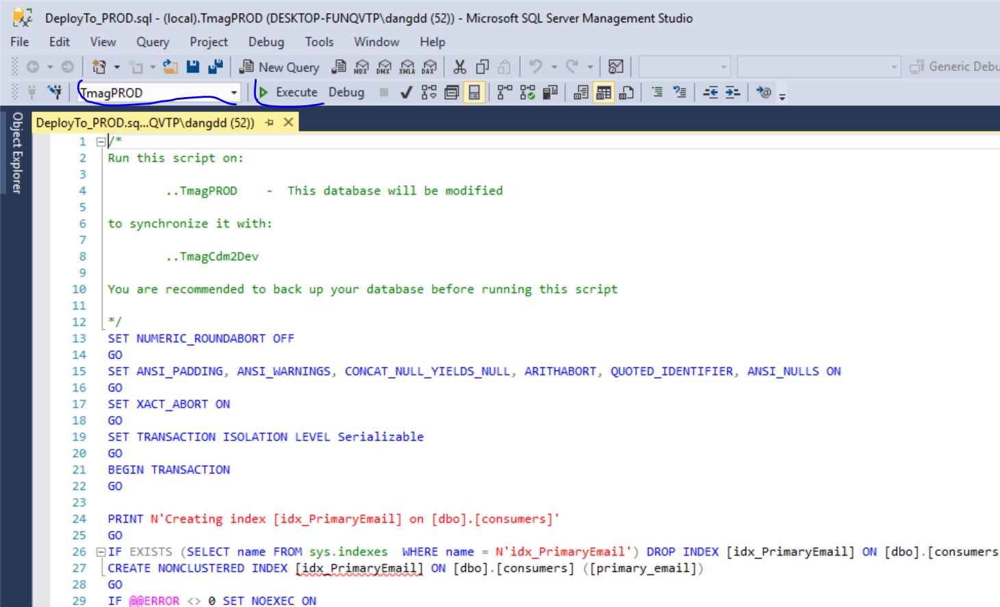 DeployTo_PROD.sql - (local).TmagPROD (DESKTOP-FUNQVTP\dangdd (52)) - Microsoft SQL Server Management Studio
File Edit View Query Project Debug Tools Window Help
New Query MDX DMX XMLA DAX Generic Debu
TmagPROD Execute Debug
Object Explorer
DeployTo_PROD.sq...QVTP\dangdd (52))
1 /*
2 Run this script on:
3
4 ..TmagPROD - This database will be modified
5
6 to synchronize it with:
7
8 ..TmagCdm2Dev
9
10 You are recommended to back up your database before running this script
11
12 */
13 SET NUMERIC_ROUNDABORT OFF
14 GO
15 SET ANSI_PADDING, ANSI_WARNINGS, CONCAT_NULL_YIELDS_NULL, ARITHABORT, QUOTED_IDENTIFIER, ANSI_NULLS ON
16 GO
17 SET XACT_ABORT ON
18 GO
19 SET TRANSACTION ISOLATION LEVEL Serializable
20 GO
21 BEGIN TRANSACTION
22 GO
23
24 PRINT N'Creating index [idx_PrimaryEmail] on [dbo].[consumers]'
25 GO
26 IF EXISTS (SELECT name FROM sys.indexes WHERE name = N'idx_PrimaryEmail') DROP INDEX [idx_PrimaryEmail] ON [dbo].[consumers
27 CREATE NONCLUSTERED INDEX [idx_PrimaryEmail] ON [dbo].[consumers] ([primary_email])
28 GO
29 IF @@ERROR <> 0 SET NOEXEC ON